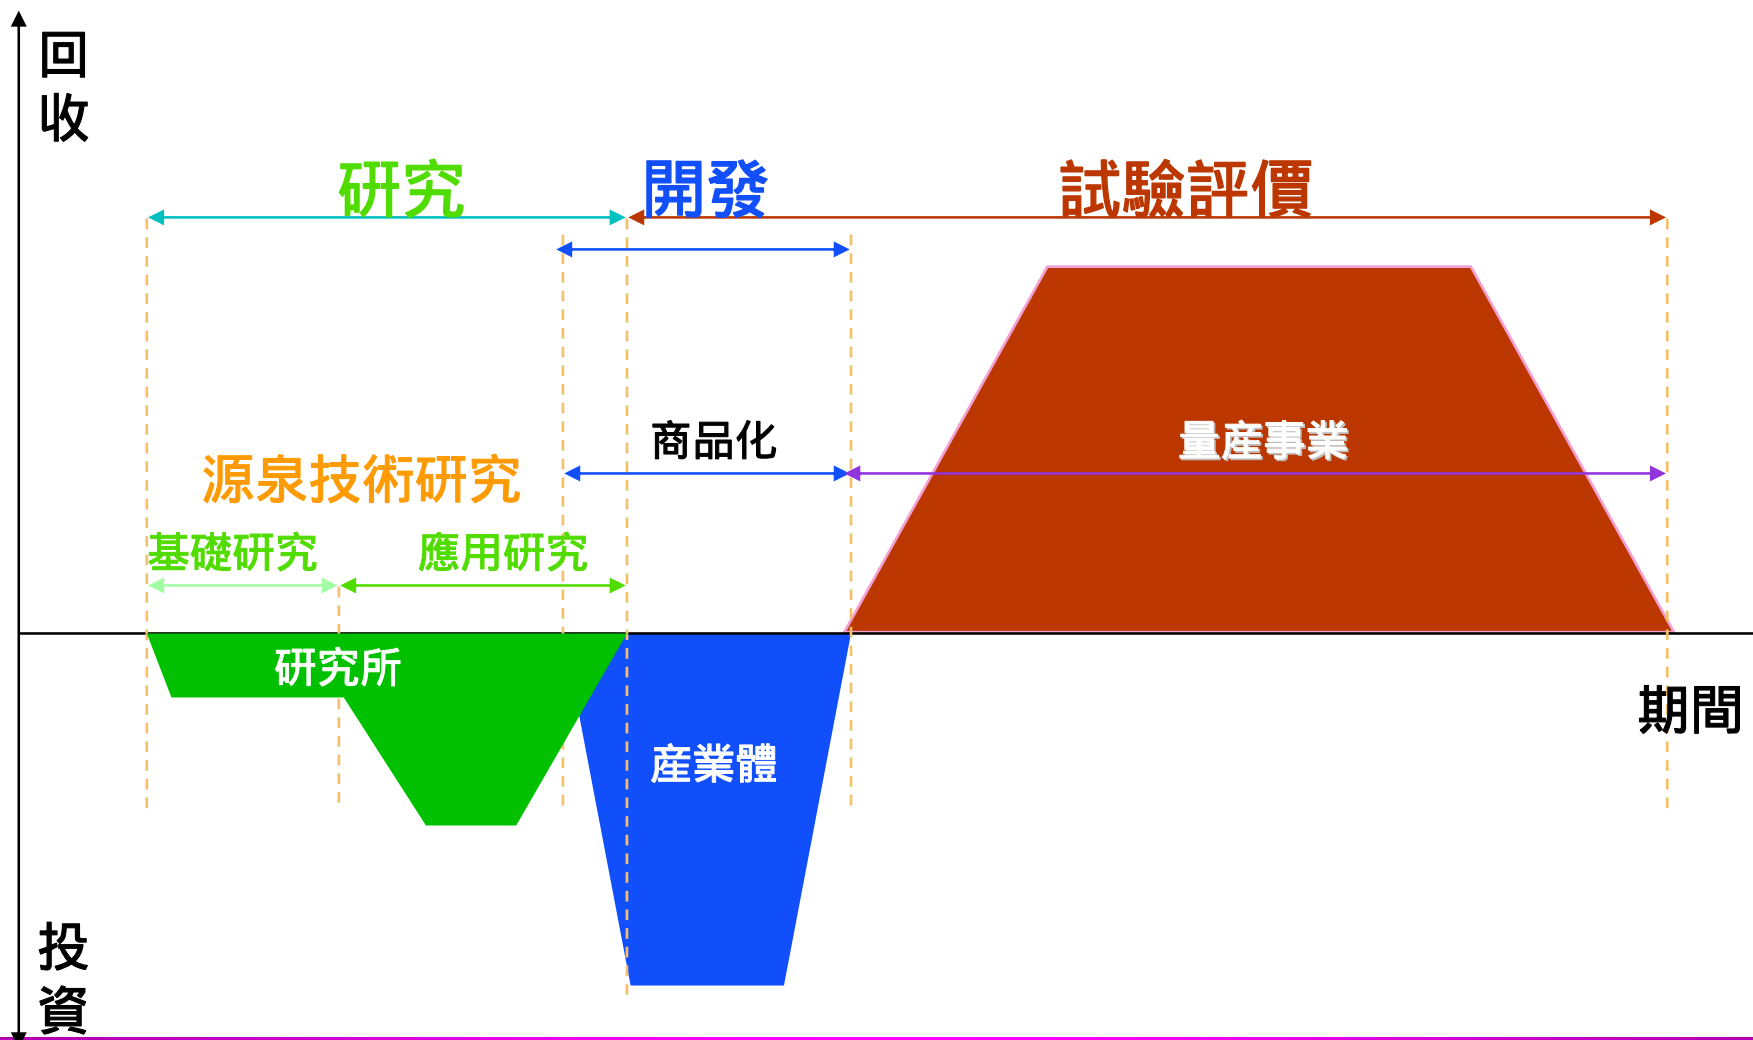 回
收
研究
開發
試驗評價
商品化
量産事業
源泉技術研究
基礎研究
應用研究
研究所
期間
産業體
投
資